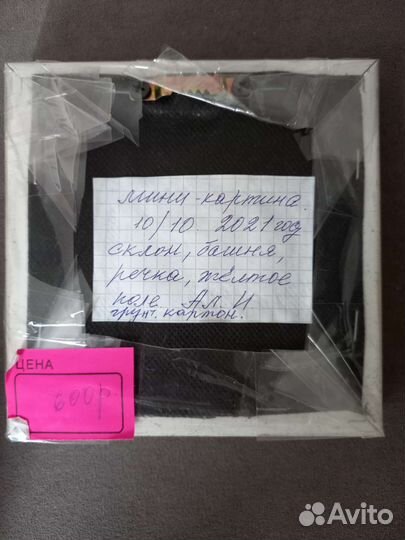 мини-картина.
10/10 2021 год
склон, башня,
речка, жёлтое
поле Ал. И
грунт. картон.
ЦЕНА
600р.
Avito